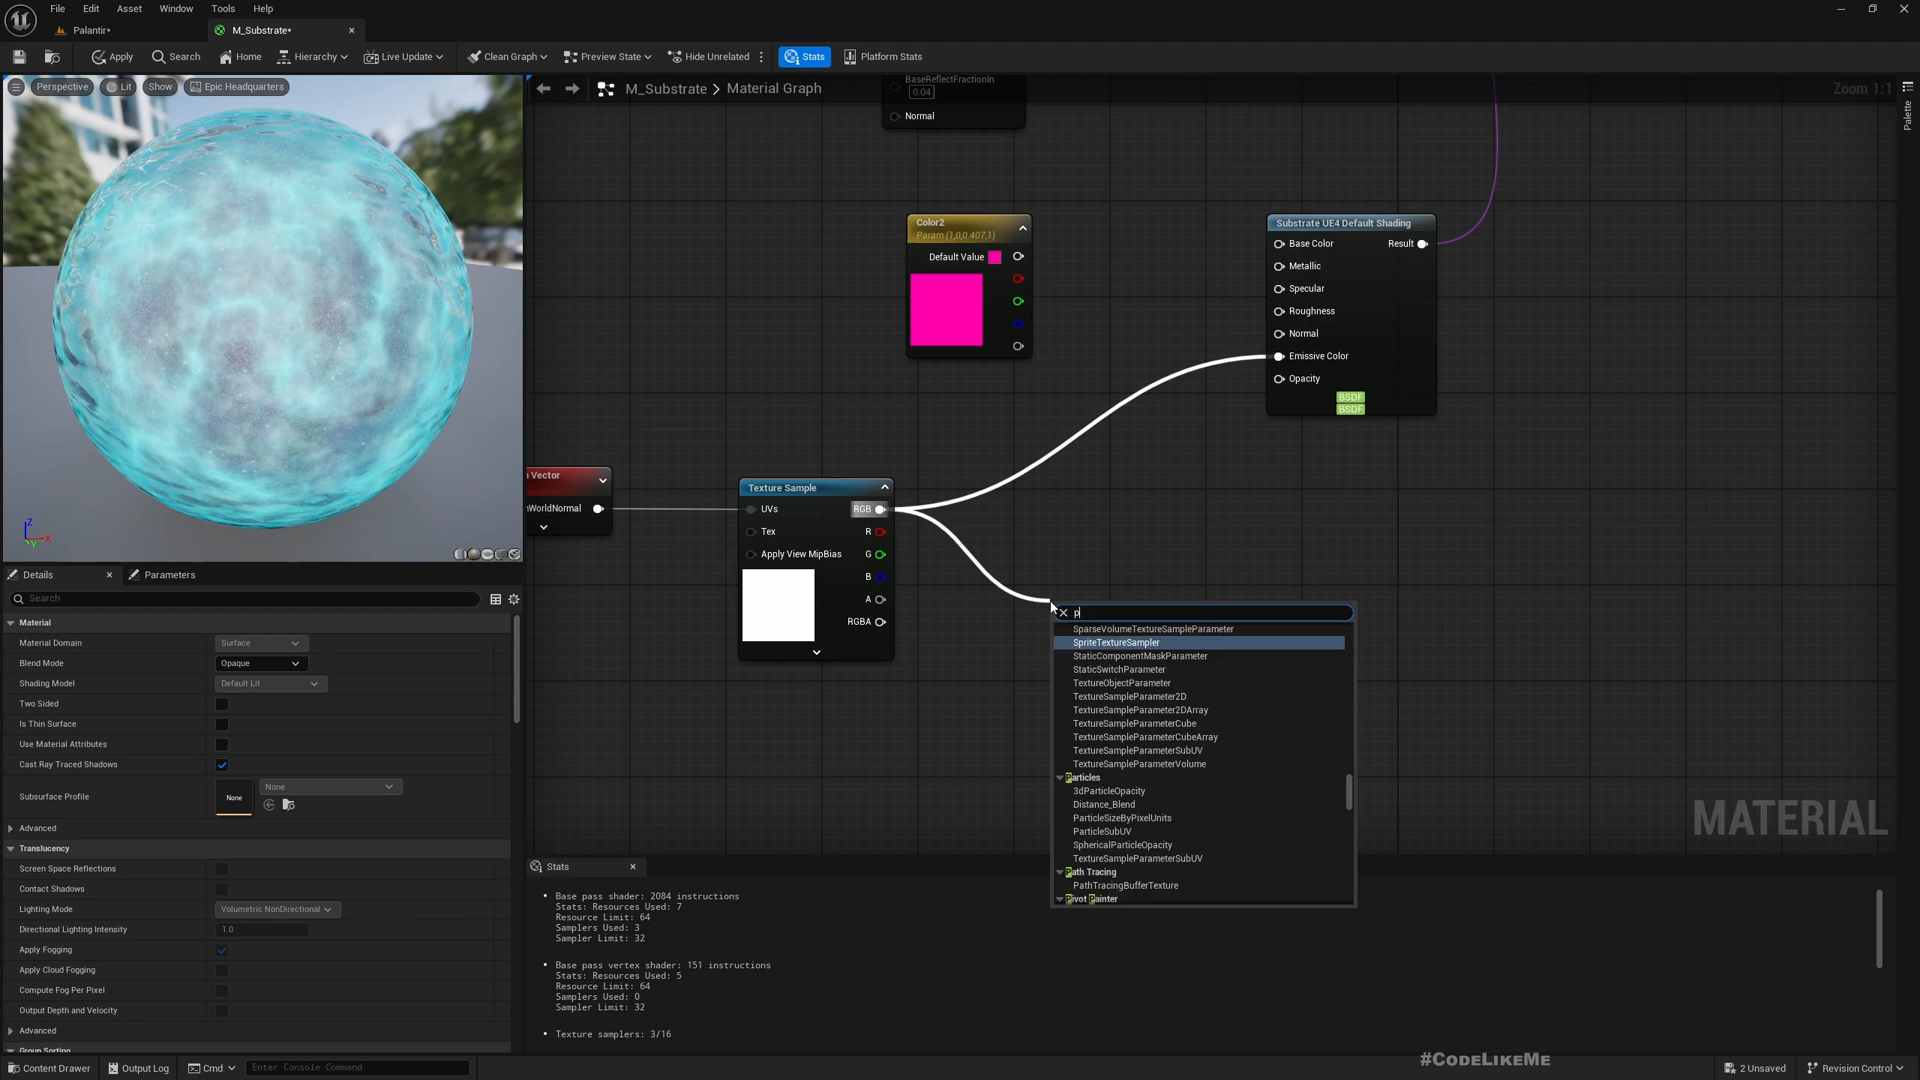 File Edit Asset Window Tools Help
Palantir•
M_Substrate•
Apply Search Home Hierarchy Live Update Clean Graph Preview State Hide Unrelated Stats Platform Stats
Perspective Lit Show Epic Headquarters
M_Substrate > Material Graph
Zoom 1:1
Palette
BaseReflectFractionIn
0.04
Normal
Color2
Param (1,0,0.407,1)
Default Value
Substrate UE4 Default Shading
Base Color Result
Metallic
Specular
Roughness
Normal
Emissive Color
Opacity
BSDF
BSDF
n Vector
WorldNormal
Texture Sample
UVs RGB
Tex R
Apply View MipBias G
B
A
RGBA
p
SparseVolumeTextureSampleParameter
SpriteTextureSampler
StaticComponentMaskParameter
StaticSwitchParameter
TextureObjectParameter
TextureSampleParameter2D
TextureSampleParameter2DArray
TextureSampleParameterCube
TextureSampleParameterCubeArray
TextureSampleParameterSubUV
TextureSampleParameterVolume
Particles
3dParticleOpacity
Distance_Blend
ParticleSizeByPixelUnits
ParticleSubUV
SphericalParticleOpacity
TextureSampleParameterSubUV
Path Tracing
PathTracingBufferTexture
Pivot Painter
MATERIAL
Z
X
Y
Details
Parameters
Search
Material
Material Domain Surface
Blend Mode Opaque
Shading Model Default Lit
Two Sided
Is Thin Surface
Use Material Attributes
Cast Ray Traced Shadows
Subsurface Profile None None
Advanced
Translucency
Screen Space Reflections
Contact Shadows
Lighting Mode Volumetric NonDirectional
Directional Lighting Intensity 1.0
Apply Fogging
Apply Cloud Fogging
Compute Fog Per Pixel
Output Depth and Velocity
Advanced
Group Sorting
Stats
• Base pass shader: 2084 instructions
Stats: Resources Used: 7
Resource Limit: 64
Samplers Used: 3
Sampler Limit: 32
• Base pass vertex shader: 151 instructions
Stats: Resources Used: 5
Resource Limit: 64
Samplers Used: 0
Sampler Limit: 32
• Texture samplers: 3/16
#CODELIKEME
Content Drawer Output Log Cmd Enter Console Command
2 Unsaved Revision Control